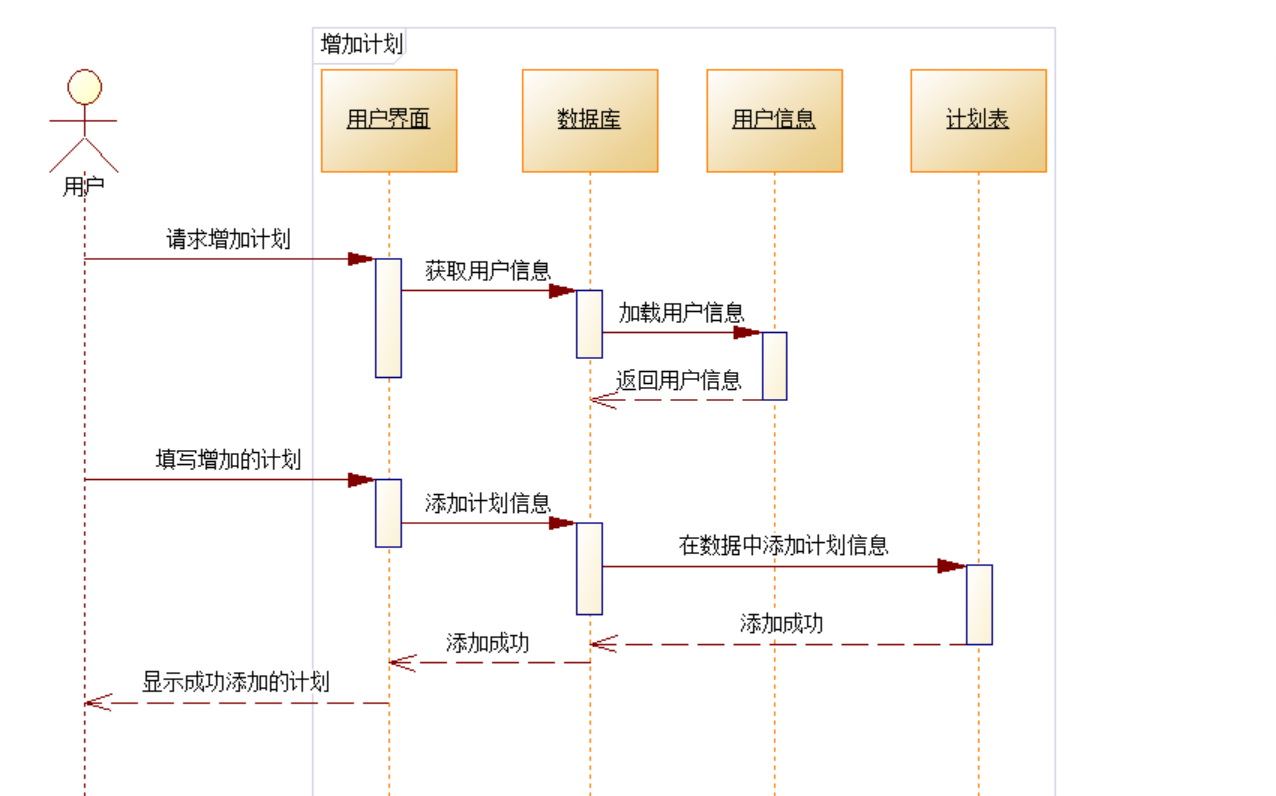 增加计划
用户界面
数据库
用户信息
计划表
用户
请求增加计划
获取用户信息
加载用户信息
返回用户信息
填写增加的计划
添加计划信息
在数据中添加计划信息
添加成功
添加成功
显示成功添加的计划